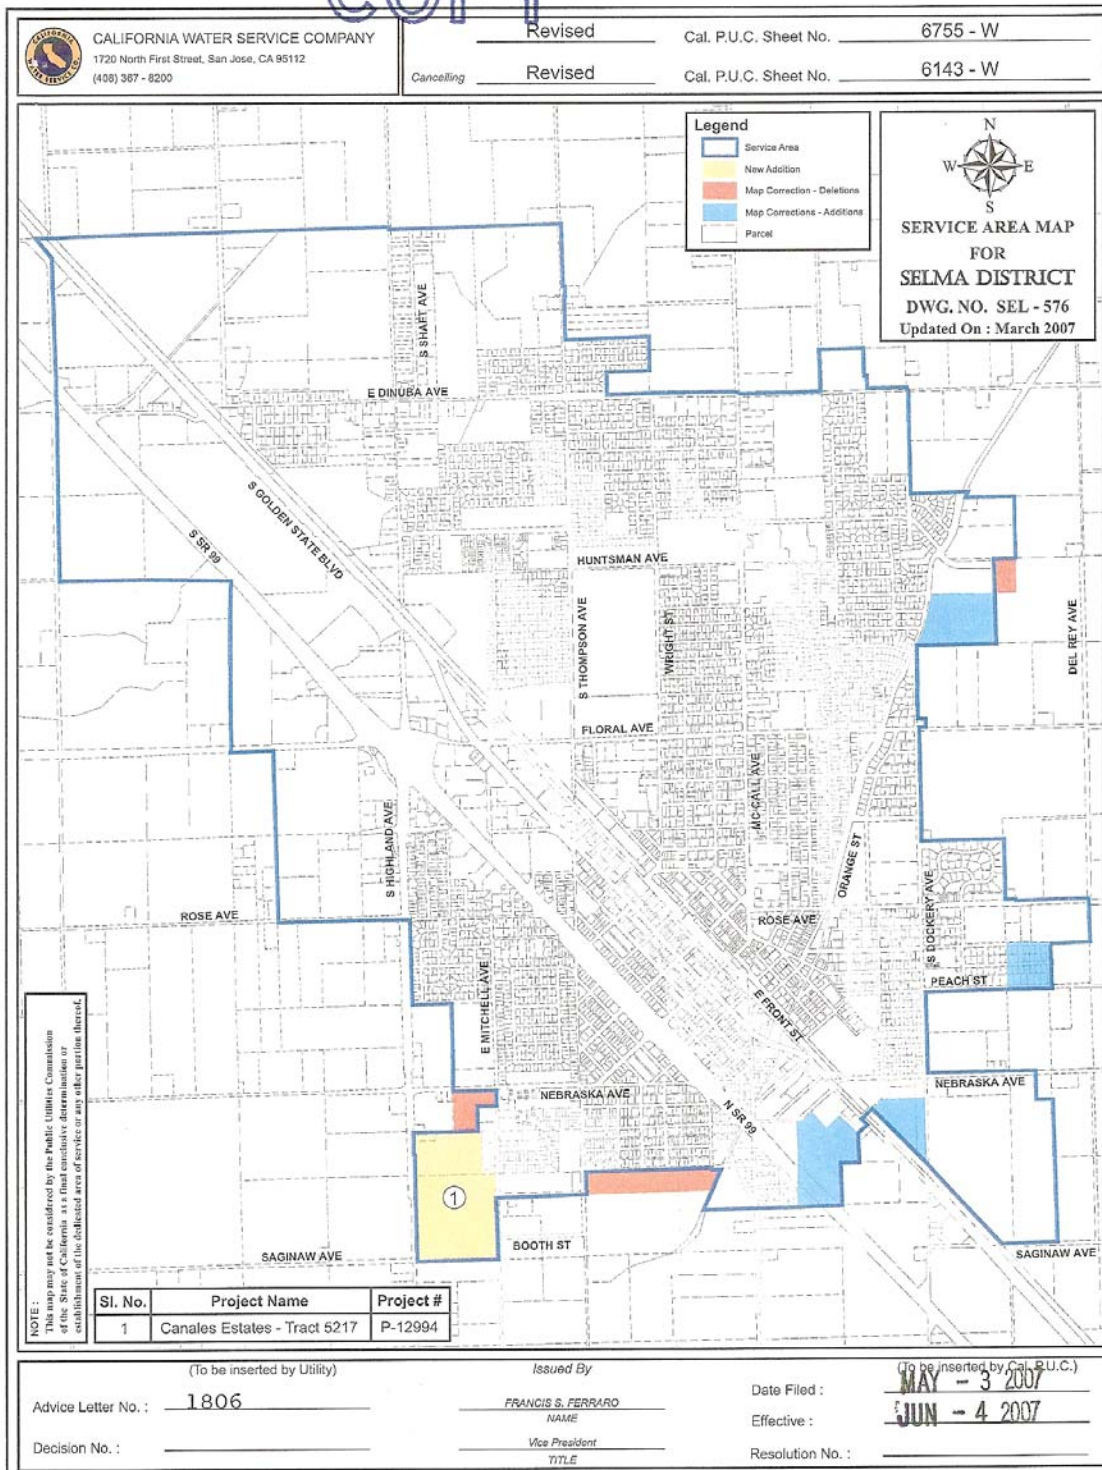 COPY
CALIFORNIA WATER SERVICE CO.
CALIFORNIA WATER SERVICE COMPANY
1720 North First Street, San Jose, CA 95112
(408) 367 - 8200
Revised Cal. P.U.C. Sheet No. 6755 - W
Cancelling Revised Cal. P.U.C. Sheet No. 6143 - W
Legend
Service Area
New Addition
Map Correction - Deletions
Map Corrections - Additions
Parcel
N
W E
S
SERVICE AREA MAP
FOR
SELMA DISTRICT
DWG. NO. SEL - 576
Updated On : March 2007
S SHAFT AVE
E DINUBA AVE
S GOLDEN STATE BLVD
S SR 99
HUNTSMAN AVE
S THOMPSON AVE
WRIGHT ST
DEL REY AVE
FLORAL AVE
MC CALL AVE
S HIGHLAND AVE
ORANGE ST
ROSE AVE
ROSE AVE
S DOCKERY AVE
E MITCHELL AVE
PEACH ST
E FRONT ST
NEBRASKA AVE
NEBRASKA AVE
N SR 99
1
BOOTH ST
SAGINAW AVE
SAGINAW AVE
NOTE :
This map may not be considered by the Public Utilities Commission
of the State of California as a final conclusive determination or
establishment of the dedicated area of service or any other portion thereof.
Sl. No. Project Name Project #
1 Canales Estates - Tract 5217 P-12994
(To be inserted by Utility) Issued By (To be inserted by Cal. P.U.C.)
Advice Letter No. : 1806 FRANCIS S. FERRARO Date Filed : MAY - 3 2007
NAME
Effective : JUN - 4 2007
Decision No. : Vice President Resolution No. :
TITLE